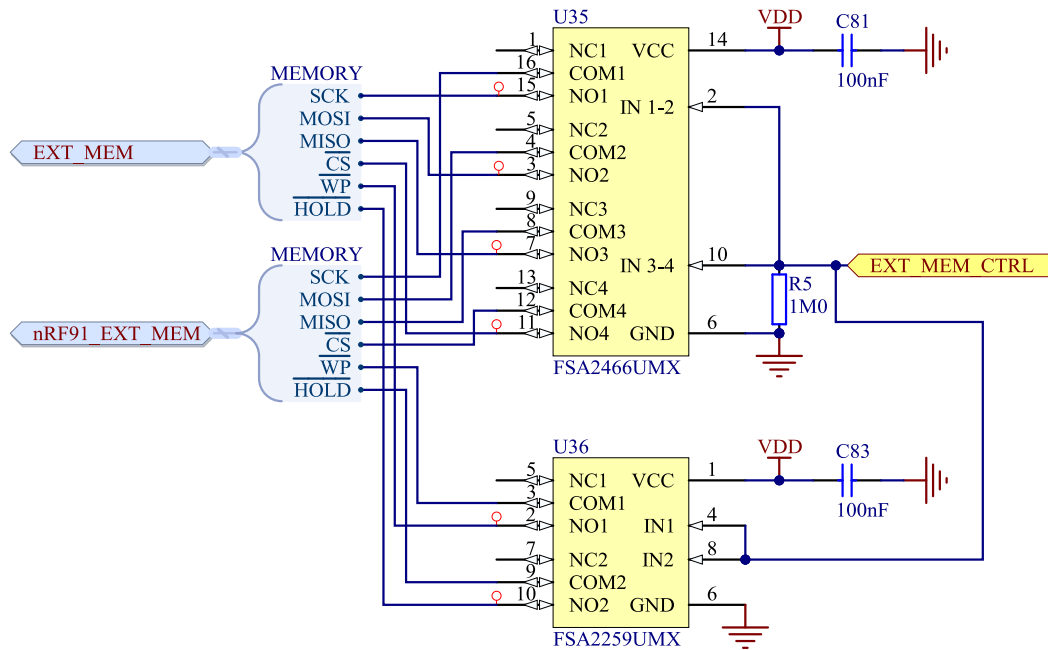 U35
VDD
C81
1
NC1
VCC
14
16
COM1
100nF
MEMORY
15
NO1
SCK
IN 1-2
2
MOSI
5
NC2
EXT_MEM
MISO
4
COM2
CS
3
NO2
WP
HOLD
9
NC3
8
COM3
MEMORY
7
NO3
10
SCK
IN 3-4
EXT_MEM_CTRL
MOSI
13
NC4
R5
1M0
nRF91_EXT_MEM
MISO
12
COM4
CS
11
NO4
GND
6
WP
FSA2466UMX
HOLD
U36
VDD
C83
5
NC1
VCC
1
3
COM1
100nF
2
NO1
IN1
4
7
NC2
IN2
8
9
COM2
10
NO2
GND
6
FSA2259UMX